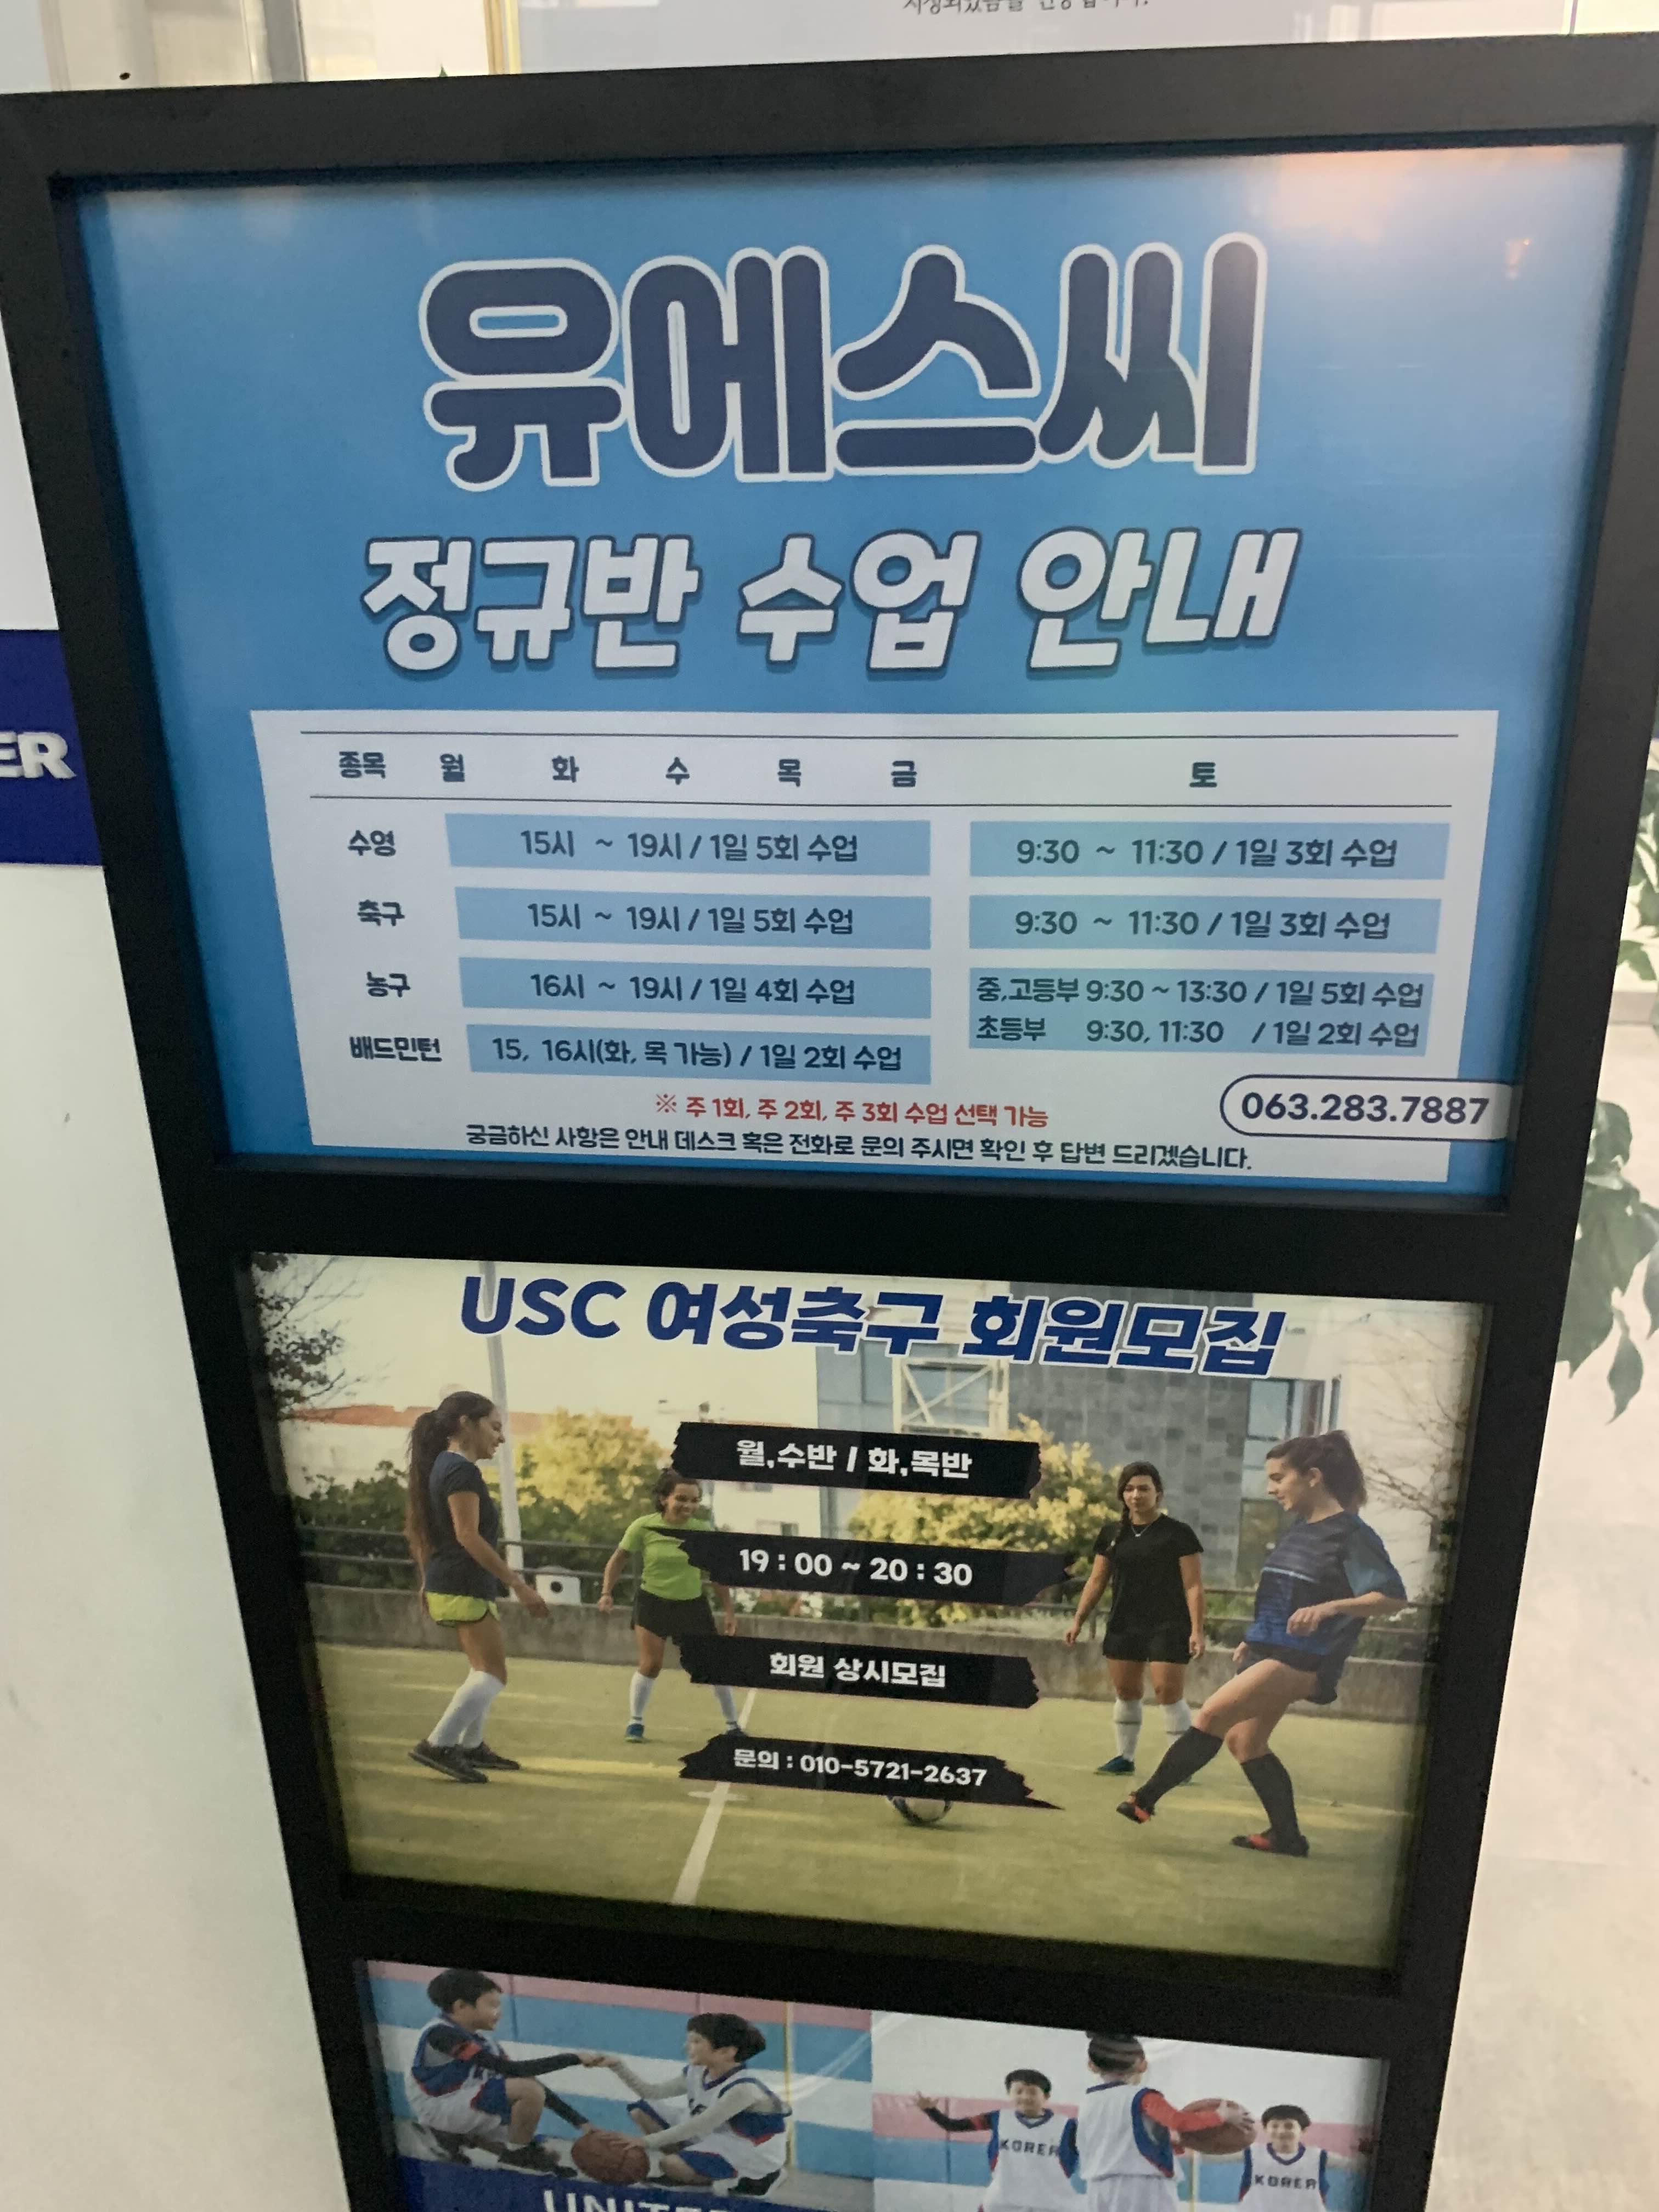 ER
유에스씨
정규반 수업 안내
종목 월 화 수 목 금 토
수영 15시 ~ 19시 / 1일 5회 수업 9:30 ~ 11:30 / 1일 3회 수업
축구 15시 ~ 19시 / 1일 5회 수업 9:30 ~ 11:30 / 1일 3회 수업
농구 16시 ~ 19시 / 1일 4회 수업 중,고등부 9:30 ~ 13:30 / 1일 5회 수업
초등부 9:30, 11:30 / 1일 2회 수업
배드민턴 15, 16시(화, 목 가능) / 1일 2회 수업
※ 주 1회, 주 2회, 주 3회 수업 선택 가능
063.283.7887
궁금하신 사항은 안내 데스크 혹은 전화로 문의 주시면 확인 후 답변 드리겠습니다.
USC 여성축구 회원모집
월,수반 / 화,목반
19 : 00 ~ 20 : 30
회원 상시모집
문의 : 010-5721-2637
KOREA
KOREA